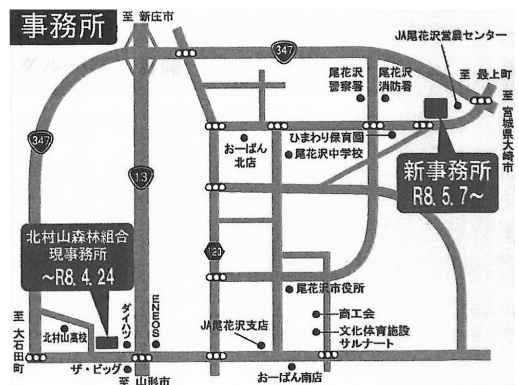 事務所
至 新庄市
347
JA尾花沢営農センター
至 最上町
至 宮城県大崎市
尾花沢
警察署
尾花沢
消防署
おーばん
北店
ひまわり保育園
尾花沢中学校
新事務所
R8.5.7～
347
13
北村山森林組合
現事務所
～R8.4.24
120
ENEOS
ダイハツ
尾花沢市役所
商工会
文化体育施設
サルナート
JA尾花沢支店
北村山高校
至 大石田町
ザ・ビッグ
至 山形市
おーばん南店